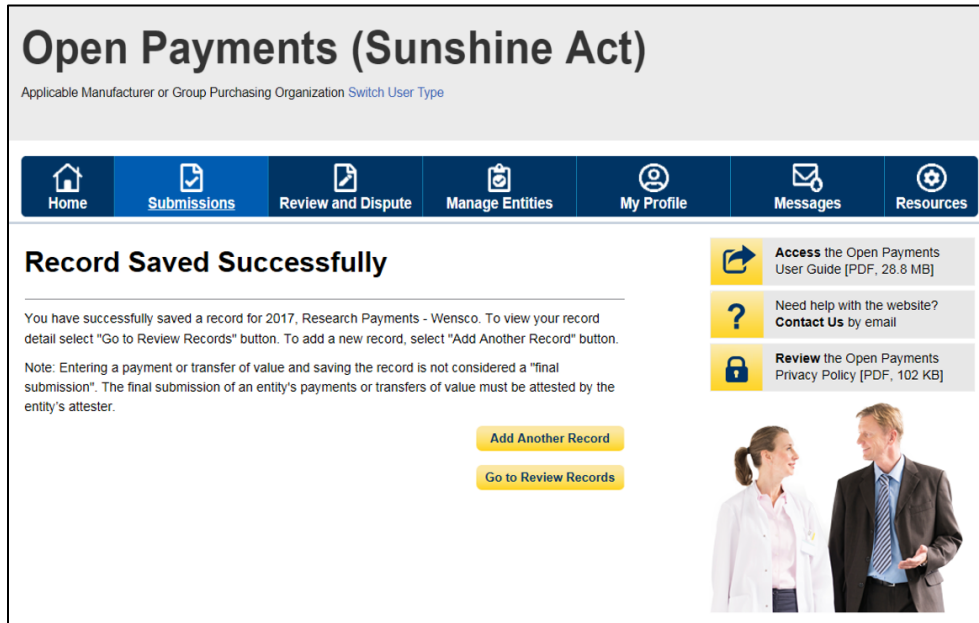 Open Payments (Sunshine Act)
Applicable Manufacturer or Group Purchasing Organization Switch User Type
Home
Submissions
Review and Dispute
Manage Entities
My Profile
Messages
Resources
Record Saved Successfully
You have successfully saved a record for 2017, Research Payments - Wensco. To view your record
detail select "Go to Review Records" button. To add a new record, select "Add Another Record" button.
Note: Entering a payment or transfer of value and saving the record is not considered a "final
submission". The final submission of an entity's payments or transfers of value must be attested by the
entity's attester.
Add Another Record
Go to Review Records
Access the Open Payments
User Guide [PDF, 28.8 MB]
?
Need help with the website?
Contact Us by email
Review the Open Payments
Privacy Policy [PDF, 102 KB]